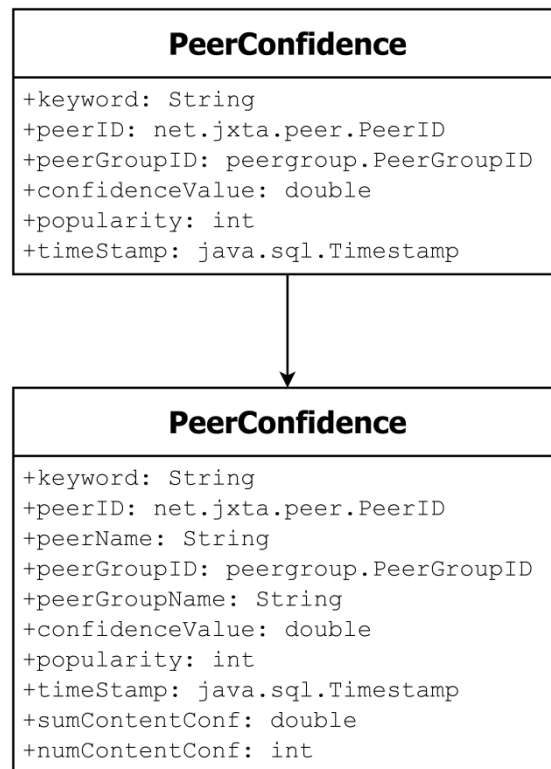 PeerConfidence
+keyword: String
+peerID: net.jxta.peer.PeerID
+peerGroupID: peergroup.PeerGroupID
+confidenceValue: double
+popularity: int
+timeStamp: java.sql.Timestamp
PeerConfidence
+keyword: String
+peerID: net.jxta.peer.PeerID
+peerName: String
+peerGroupID: peergroup.PeerGroupID
+peerGroupName: String
+confidenceValue: double
+popularity: int
+timeStamp: java.sql.Timestamp
+sumContentConf: double
+numContentConf: int